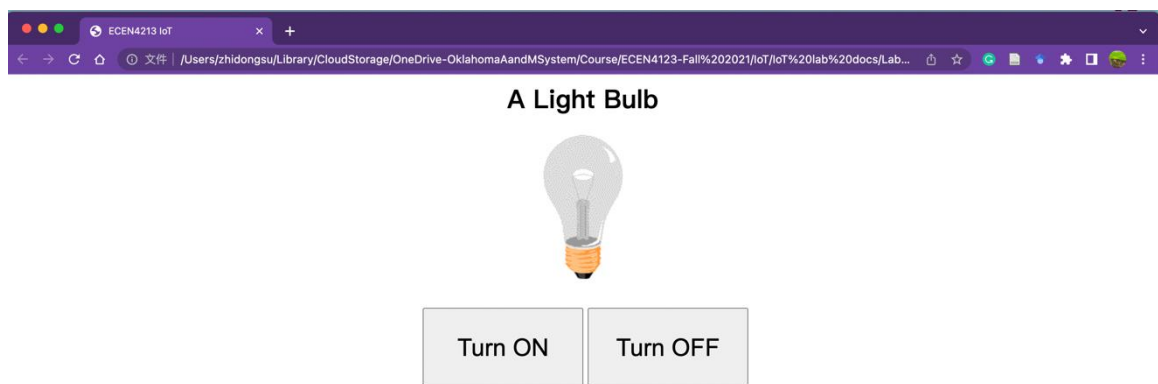 ECEN4213 IoT
文件 | /Users/zhidongsu/Library/CloudStorage/OneDrive-OklahomaAandMSystem/Course/ECEN4123-Fall%202021/IoT/IoT%20lab%20docs/Lab...
A Light Bulb
Turn ON Turn OFF